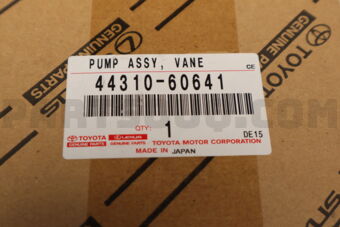 PUMP ASSY, VANE
CE
44310-60641
QTY:
1
DE15
TOYOTA
GENUINE PARTS
LEXUS
GENUINE PARTS
TOYOTA MOTOR CORPORATION
MADE IN JAPAN
TOYOTA
GENUINE PARTS
TOYOTA